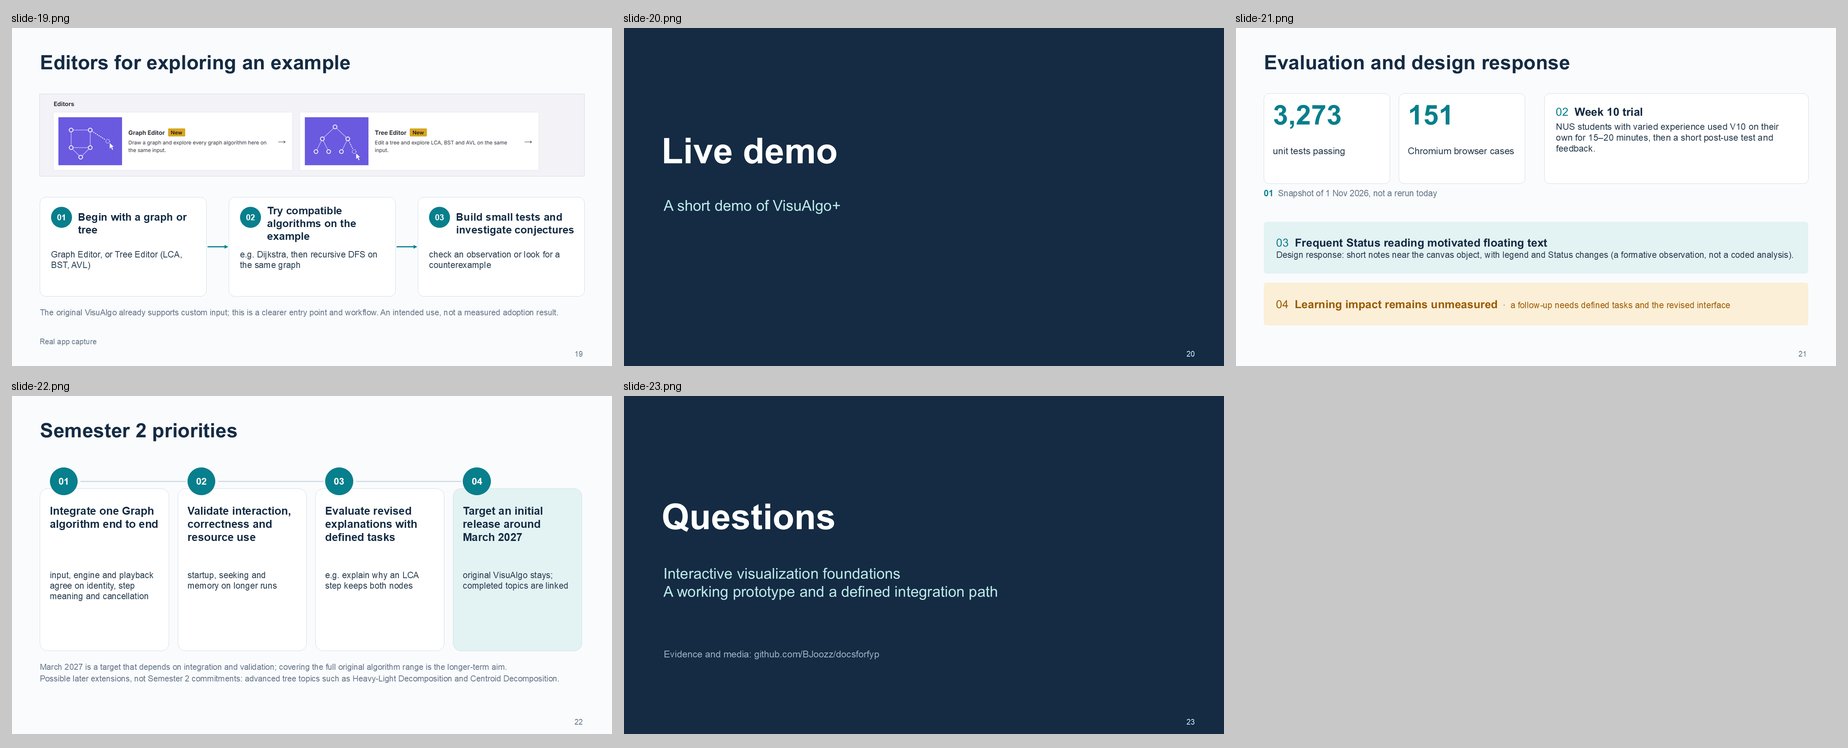 slide-19.png
Editors for exploring an example
Editors
Graph Editor New
Draw a graph and explore every graph algorithm here on
the same input.
→
Tree Editor New
Edit a tree and explore LCA, BST and AVL on the same
input.
→
01 Begin with a graph or
tree
Graph Editor, or Tree Editor (LCA,
BST, AVL)
02 Try compatible
algorithms on the
example
e.g. Dijkstra, then recursive DFS on
the same graph
03 Build small tests and
investigate conjectures
check an observation or look for a
counterexample
The original VisuAlgo already supports custom input; this is a clearer entry point and workflow. An intended use, not a measured adoption result.
Real app capture
19
slide-20.png
Live demo
A short demo of VisuAlgo+
20
slide-21.png
Evaluation and design response
3,273
unit tests passing
151
Chromium browser cases
02 Week 10 trial
NUS students with varied experience used V10 on their
own for 15–20 minutes, then a short post-use test and
feedback.
01 Snapshot of 1 Nov 2026, not a rerun today
03 Frequent Status reading motivated floating text
Design response: short notes near the canvas object, with legend and Status changes (a formative observation, not a coded analysis).
04 Learning impact remains unmeasured · a follow-up needs defined tasks and the revised interface
21
slide-22.png
Semester 2 priorities
01
Integrate one Graph
algorithm end to end
input, engine and playback
agree on identity, step
meaning and cancellation
02
Validate interaction,
correctness and
resource use
startup, seeking and
memory on longer runs
03
Evaluate revised
explanations with
defined tasks
e.g. explain why an LCA
step keeps both nodes
04
Target an initial
release around
March 2027
original VisuAlgo stays;
completed topics are linked
March 2027 is a target that depends on integration and validation; covering the full original algorithm range is the longer-term aim.
Possible later extensions, not Semester 2 commitments: advanced tree topics such as Heavy-Light Decomposition and Centroid Decomposition.
22
slide-23.png
Questions
Interactive visualization foundations
A working prototype and a defined integration path
Evidence and media: github.com/BJoozz/docsforfyp
23